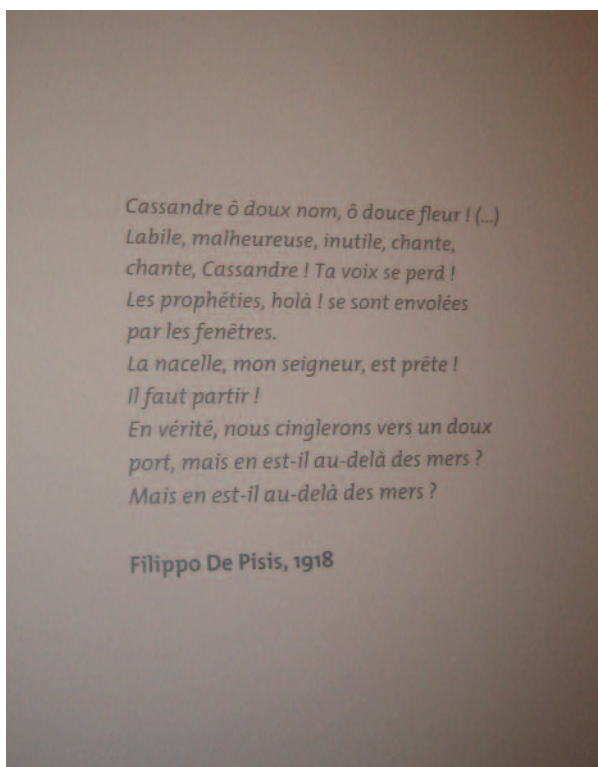 Cassandre ô doux nom, ô douce fleur ! (...)
Labile, malheureuse, inutile, chante,
chante, Cassandre ! Ta voix se perd !
Les prophéties, holà ! se sont envolées
par les fenêtres.
La nacelle, mon seigneur, est prête !
Il faut partir !
En vérité, nous cinglerons vers un doux
port, mais en est-il au-delà des mers ?
Mais en est-il au-delà des mers ?
Filippo De Pisis, 1918